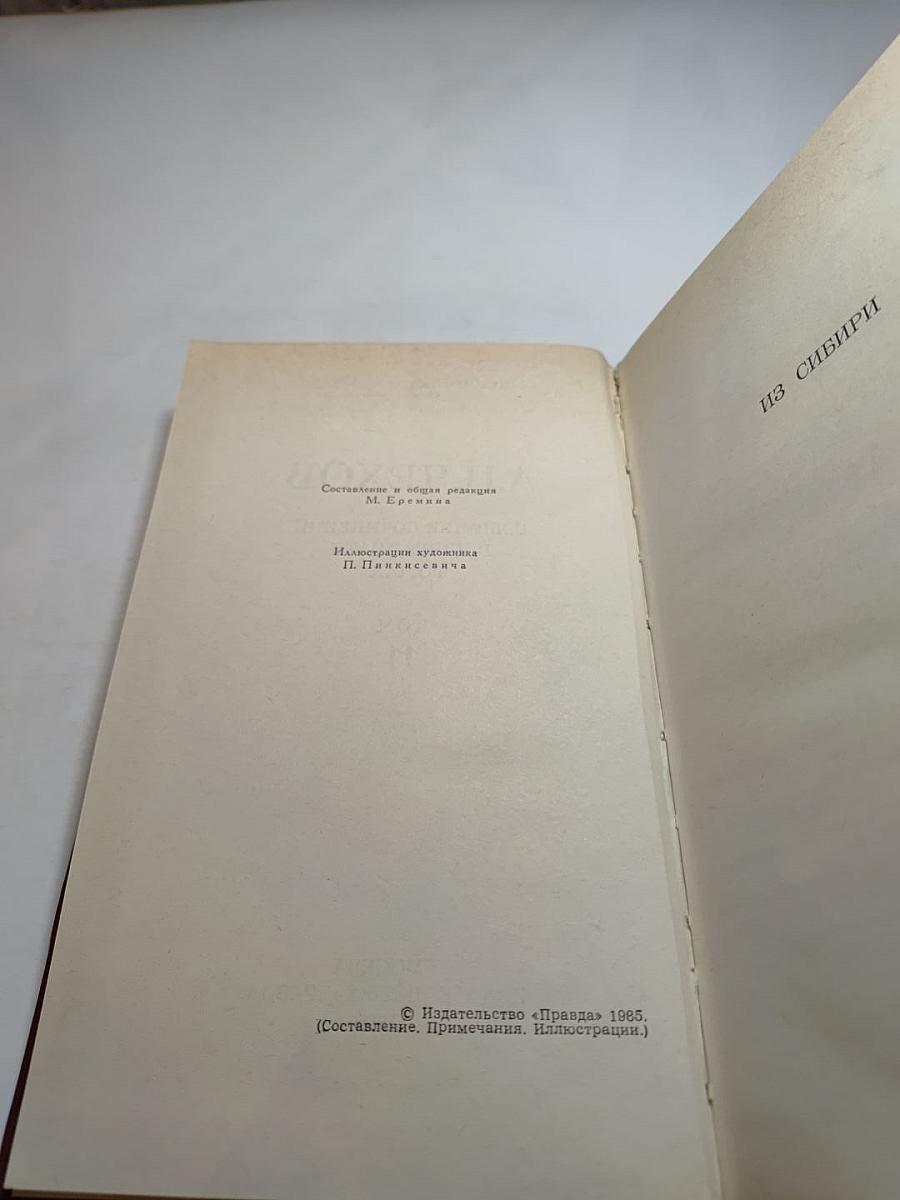 Составление и общая редакция
М. Еремина
Иллюстрации художника
П. Пинкисевича
© Издательство «Правда» 1985.
(Составление. Примечания. Иллюстрации.)
ИЗ СИБИРИ